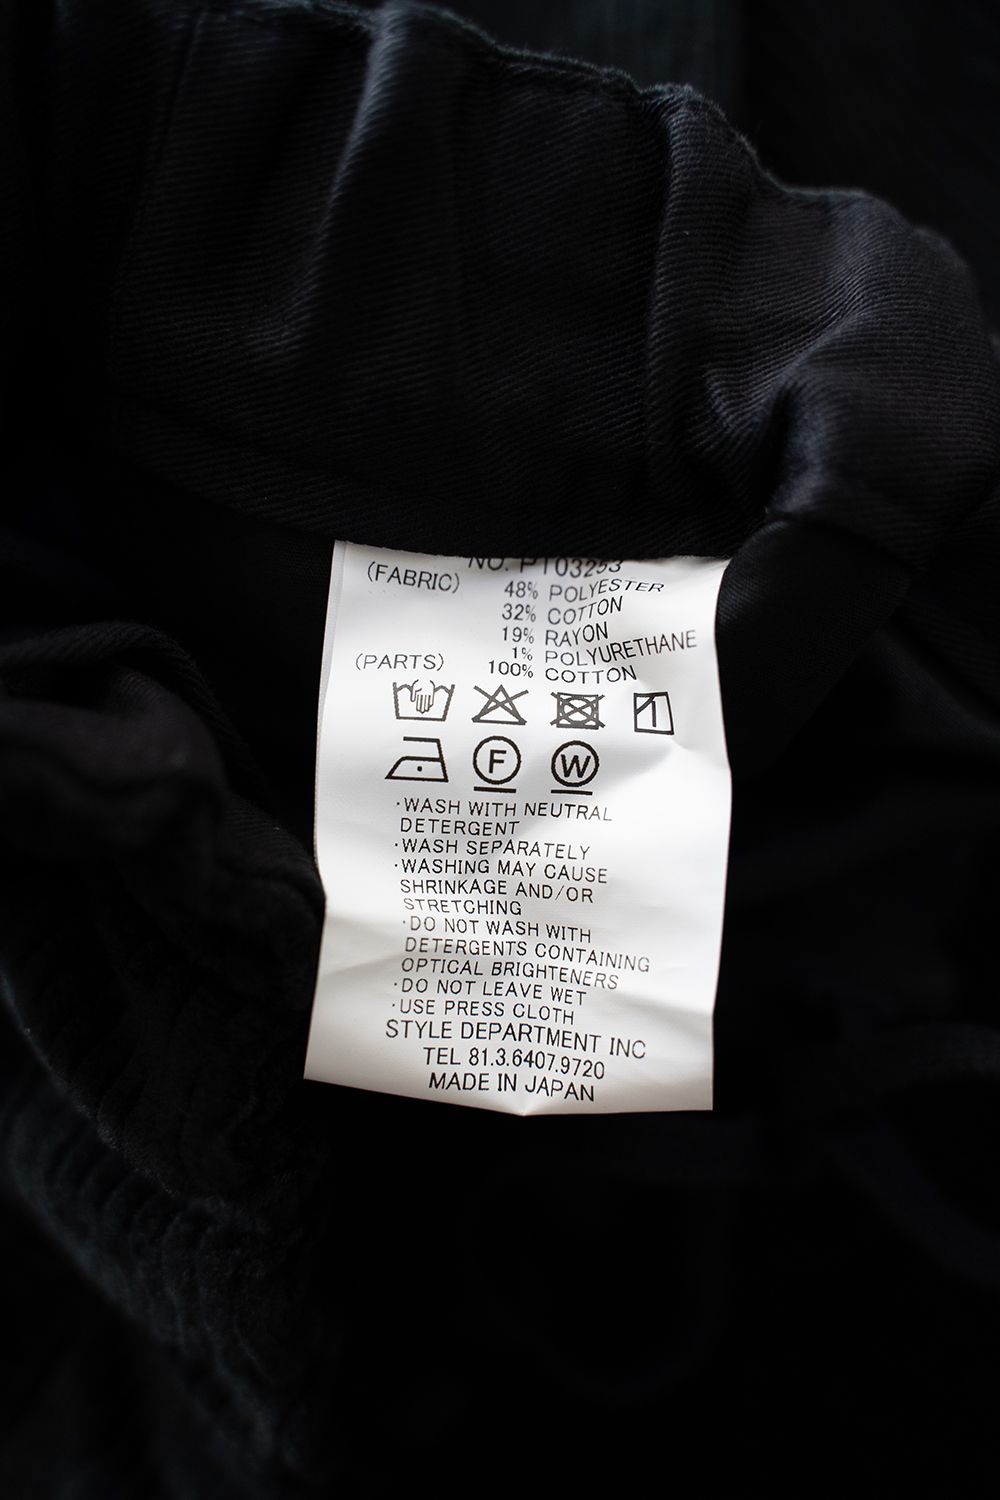 NO. PT03253
(FABRIC) 48% POLYESTER
32% COTTON
19% RAYON
1% POLYURETHANE
(PARTS) 100% COTTON
F W
·WASH WITH NEUTRAL
DETERGENT
·WASH SEPARATELY
·WASHING MAY CAUSE
SHRINKAGE AND/OR
STRETCHING
·DO NOT WASH WITH
DETERGENTS CONTAINING
OPTICAL BRIGHTENERS
·DO NOT LEAVE WET
·USE PRESS CLOTH
STYLE DEPARTMENT INC
TEL 81.3.6407.9720
MADE IN JAPAN